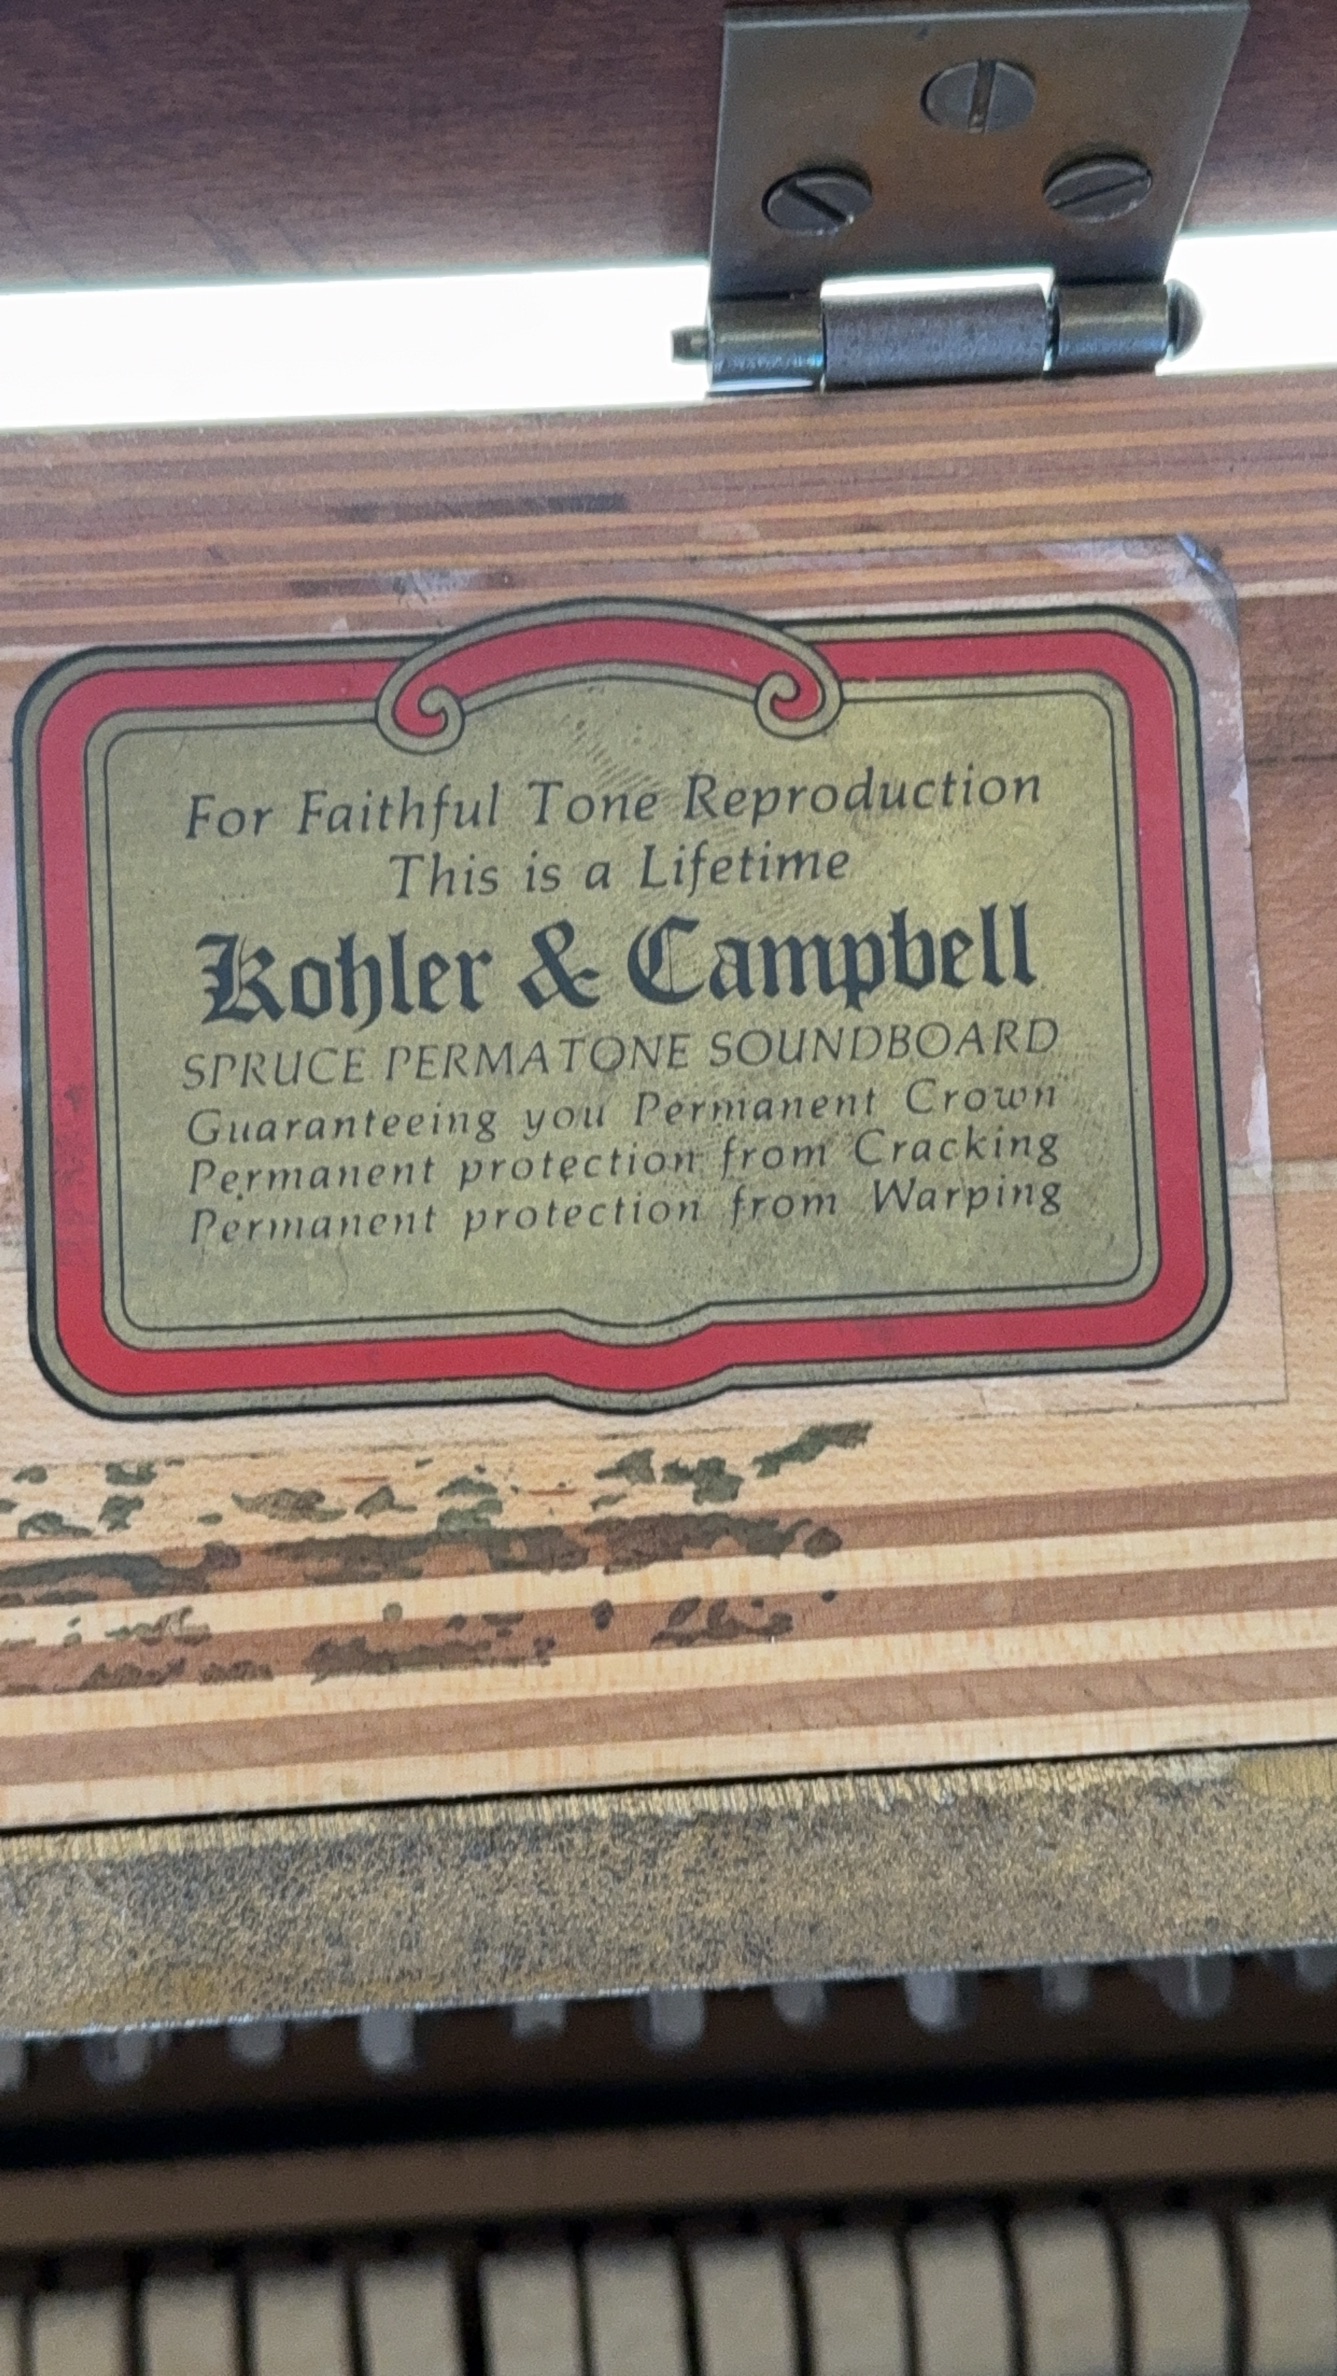 For Faithful Tone Reproduction
This is a Lifetime
Kohler & Campbell
SPRUCE PERMATONE SOUNDBOARD
Guaranteeing you Permanent Crown
Permanent protection from Cracking
Permanent protection from Warping